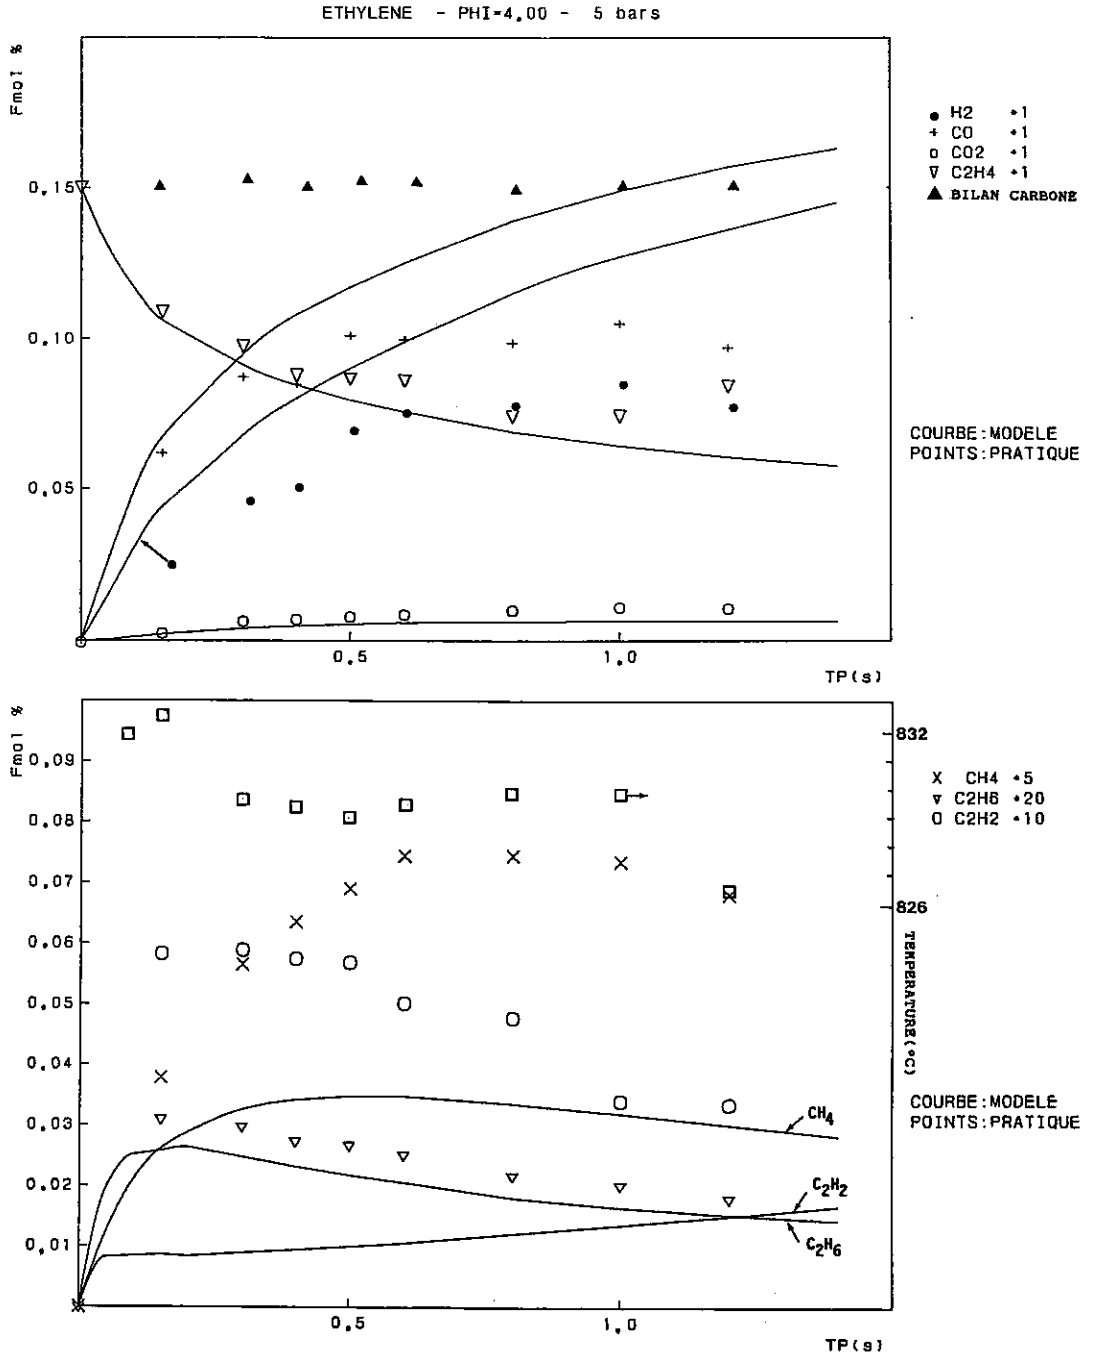 ETHYLENE - PHI=4.00 - 5 bars
Fmol %
0.15
0.10
0.05
0.5
1.0
TP(s)
H2 *1
CO *1
CO2 *1
C2H4 *1
BILAN CARBONE
COURBE:MODELE
POINTS:PRATIQUE
Fmol %
0.09
0.08
0.07
0.06
0.05
0.04
0.03
0.02
0.01
0.5
1.0
TP(s)
832
826
TEMPERATURE(°C)
CH4 *5
C2H6 *20
C2H2 *10
CH4
C2H2
C2H6
COURBE:MODELE
POINTS:PRATIQUE